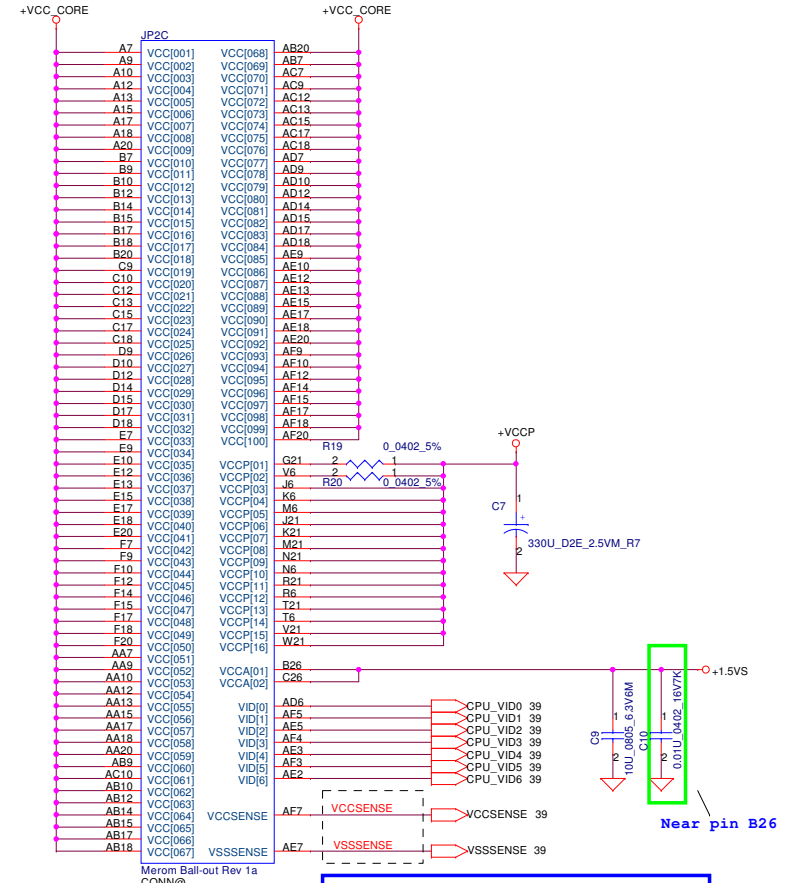 +VCC_CORE +VCC_CORE
JP2C
A7 VCC[001] VCC[068] AB20
A9 VCC[002] VCC[069] AB7
A10 VCC[003] VCC[070] AC7
A12 VCC[004] VCC[071] AC9
A13 VCC[005] VCC[072] AC12
A15 VCC[006] VCC[073] AC13
A17 VCC[007] VCC[074] AC15
A18 VCC[008] VCC[075] AC17
A20 VCC[009] VCC[076] AC18
B7 VCC[010] VCC[077] AD7
B9 VCC[011] VCC[078] AD9
B10 VCC[012] VCC[079] AD10
B12 VCC[013] VCC[080] AD12
B14 VCC[014] VCC[081] AD14
B15 VCC[015] VCC[082] AD15
B17 VCC[016] VCC[083] AD17
B18 VCC[017] VCC[084] AD18
B20 VCC[018] VCC[085] AE9
C9 VCC[019] VCC[086] AE10
C10 VCC[020] VCC[087] AE12
C12 VCC[021] VCC[088] AE13
C13 VCC[022] VCC[089] AE15
C15 VCC[023] VCC[090] AE17
C17 VCC[024] VCC[091] AE18
C18 VCC[025] VCC[092] AE20
D9 VCC[026] VCC[093] AF9
D10 VCC[027] VCC[094] AF10
D12 VCC[028] VCC[095] AF12
D14 VCC[029] VCC[096] AF14
D15 VCC[030] VCC[097] AF15
D17 VCC[031] VCC[098] AF17
D18 VCC[032] VCC[099] AF18
E7 VCC[033] VCC[100] AF20
E9 VCC[034]
E10 VCC[035] VCCP[01] G21
E12 VCC[036] VCCP[02] V6
E13 VCC[037] VCCP[03] J6
E15 VCC[038] VCCP[04] K6
E17 VCC[039] VCCP[05] M6
E18 VCC[040] VCCP[06] J21
E20 VCC[041] VCCP[07] K21
F7 VCC[042] VCCP[08] M21
F9 VCC[043] VCCP[09] N21
F10 VCC[044] VCCP[10] N6
F12 VCC[045] VCCP[11] R21
F14 VCC[046] VCCP[12] R6
F15 VCC[047] VCCP[13] T21
F17 VCC[048] VCCP[14] T6
F18 VCC[049] VCCP[15] V21
F20 VCC[050] VCCP[16] W21
AA7 VCC[051]
AA9 VCC[052] VCCA[01] B26
AA10 VCC[053] VCCA[02] C26
AA12 VCC[054]
AA13 VCC[055] VID[0] AD6 CPU_VID0 39
AA15 VCC[056] VID[1] AF5 CPU_VID1 39
AA17 VCC[057] VID[2] AE5 CPU_VID2 39
AA18 VCC[058] VID[3] AF4 CPU_VID3 39
AA20 VCC[059] VID[4] AE3 CPU_VID4 39
AB9 VCC[060] VID[5] AF3 CPU_VID5 39
AC10 VCC[061] VID[6] AE2 CPU_VID6 39
AB10 VCC[062]
AB12 VCC[063]
AB14 VCC[064] VCCSENSE AF7 VCCSENSE VCCSENSE 39
AB15 VCC[065]
AB17 VCC[066]
AB18 VCC[067] VSSSENSE AE7 VSSSENSE VSSSENSE 39
Merom Ball-out Rev 1a
CONN@
R19 0_0402_5%
2 1
2 1
R20 0_0402_5%
+VCCP
C7
1
+
2
330U_D2E_2.5VM_R7
+1.5VS
C9
1
2
10U_0805_6.3V6M
C10
1
2
0.01U_0402_16V7K
Near pin B26